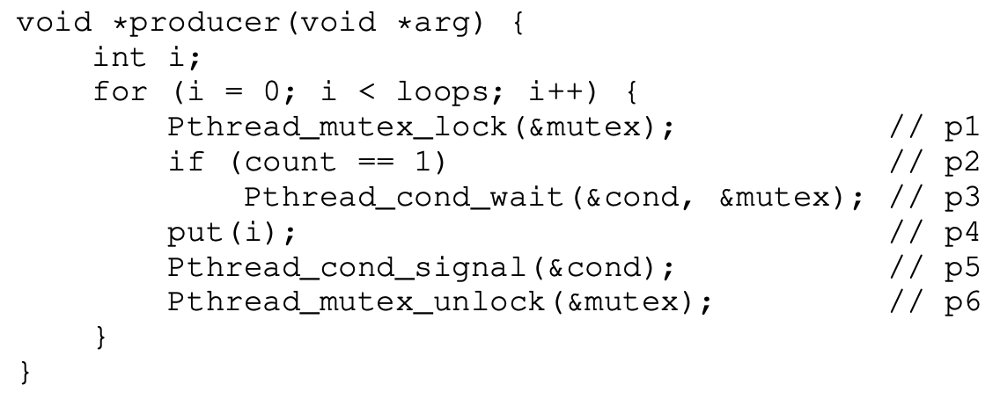 void *producer(void *arg) {
    int i;
    for (i = 0; i < loops; i++) {
        Pthread_mutex_lock(&mutex);           // p1
        if (count == 1)                       // p2
            Pthread_cond_wait(&cond, &mutex); // p3
        put(i);                               // p4
        Pthread_cond_signal(&cond);           // p5
        Pthread_mutex_unlock(&mutex);         // p6
    }
}